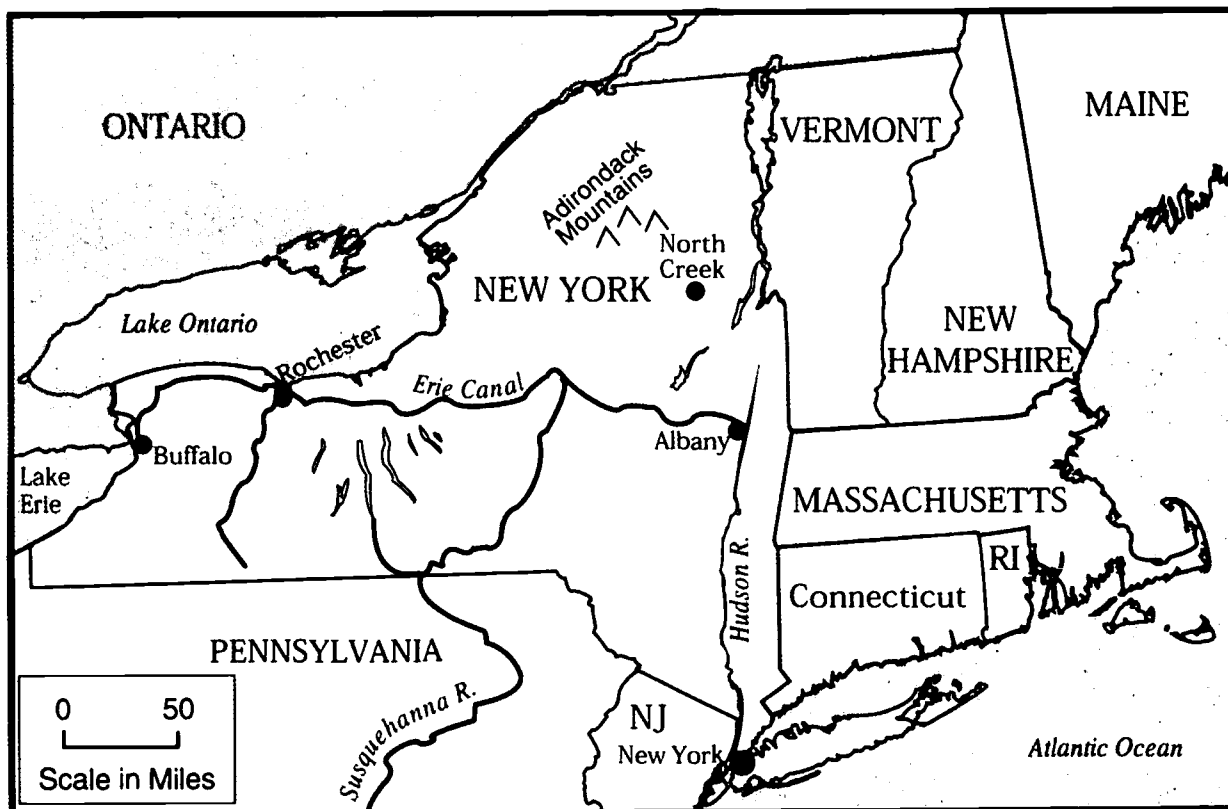 ONTARIO
MAINE
VERMONT
Adirondack
Mountains
North
Creek
NEW YORK
Lake Ontario
NEW
HAMPSHIRE
Rochester
Erie Canal
Albany
Buffalo
Lake
Erie
MASSACHUSETTS
RI
Connecticut
Hudson R.
PENNSYLVANIA
Susquehanna R.
NJ
New York
Atlantic Ocean
0 50
Scale in Miles